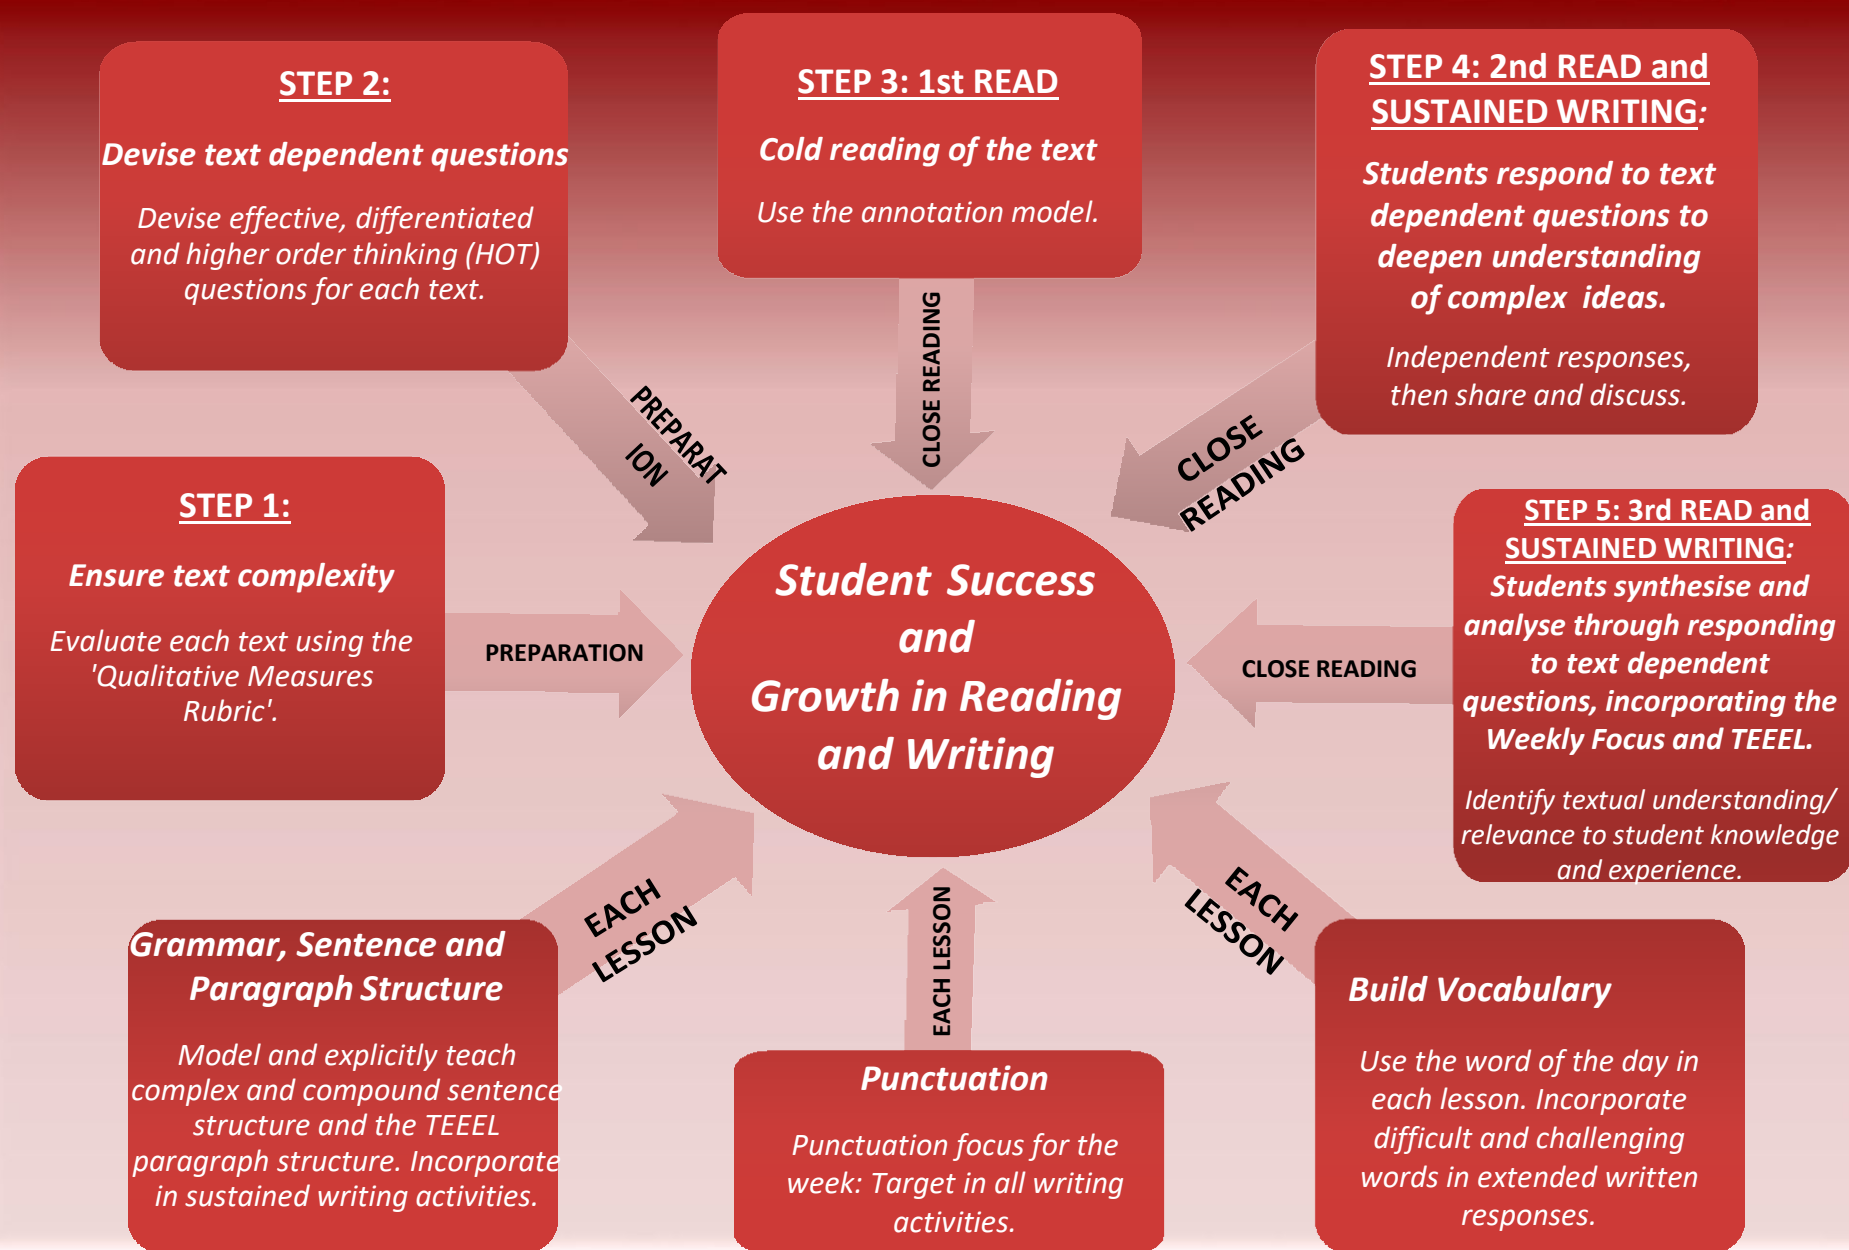 STEP 2:
Devise text dependent questions
Devise effective, differentiated
and higher order thinking (HOT)
questions for each text.
STEP 3: 1st READ
Cold reading of the text
Use the annotation model.
STEP 4: 2nd READ and
SUSTAINED WRITING:
Students respond to text
dependent questions to
deepen understanding
of complex ideas.
Independent responses,
then share and discuss.
PREPARAT
ION
CLOSE READING
CLOSE
READING
STEP 1:
Ensure text complexity
Evaluate each text using the
'Qualitative Measures
Rubric'.
PREPARATION
Student Success
and
Growth in Reading
and Writing
CLOSE READING
STEP 5: 3rd READ and
SUSTAINED WRITING:
Students synthesise and
analyse through responding
to text dependent
questions, incorporating the
Weekly Focus and TEEEL.
Identify textual understanding/
relevance to student knowledge
and experience.
EACH
LESSON
EACH LESSON
EACH
LESSON
Grammar, Sentence and
Paragraph Structure
Model and explicitly teach
complex and compound sentence
structure and the TEEEL
paragraph structure. Incorporate
in sustained writing activities.
Punctuation
Punctuation focus for the
week: Target in all writing
activities.
Build Vocabulary
Use the word of the day in
each lesson. Incorporate
difficult and challenging
words in extended written
responses.